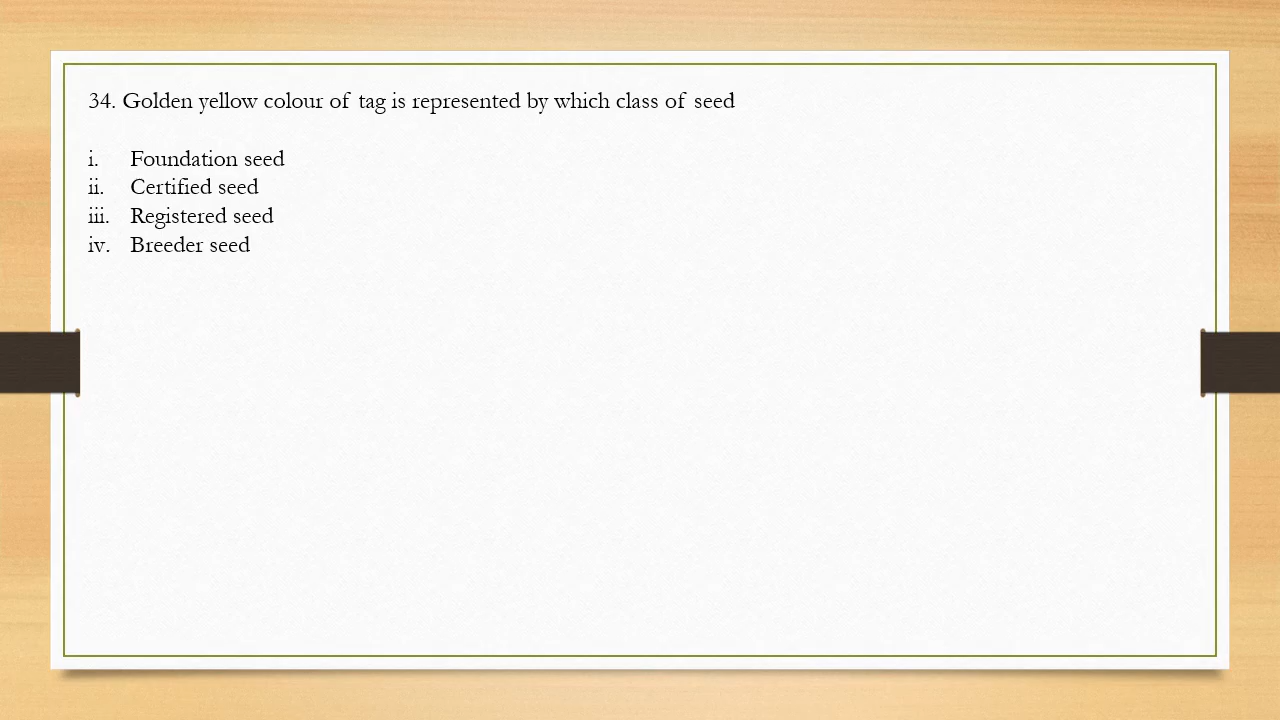 34. Golden yellow colour of tag is represented by which class of seed
i. Foundation seed
ii. Certified seed
iii. Registered seed
iv. Breeder seed